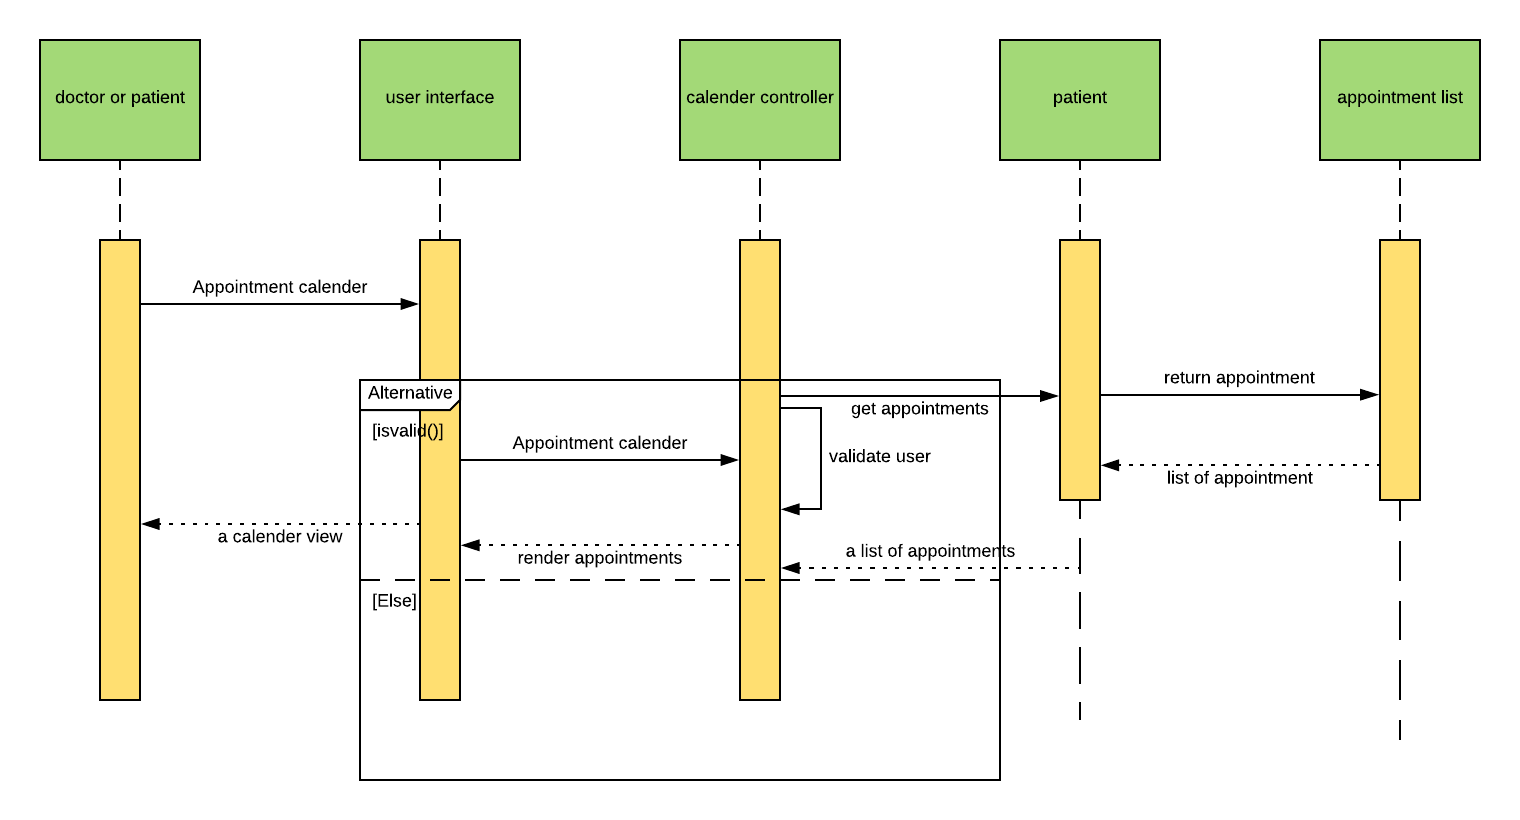 doctor or patient
user interface
calender controller
patient
appointment list
Appointment calender
return appointment
Alternative
get appointments
[isvalid()]
Appointment calender
validate user
list of appointment
a calender view
render appointments
a list of appointments
[Else]